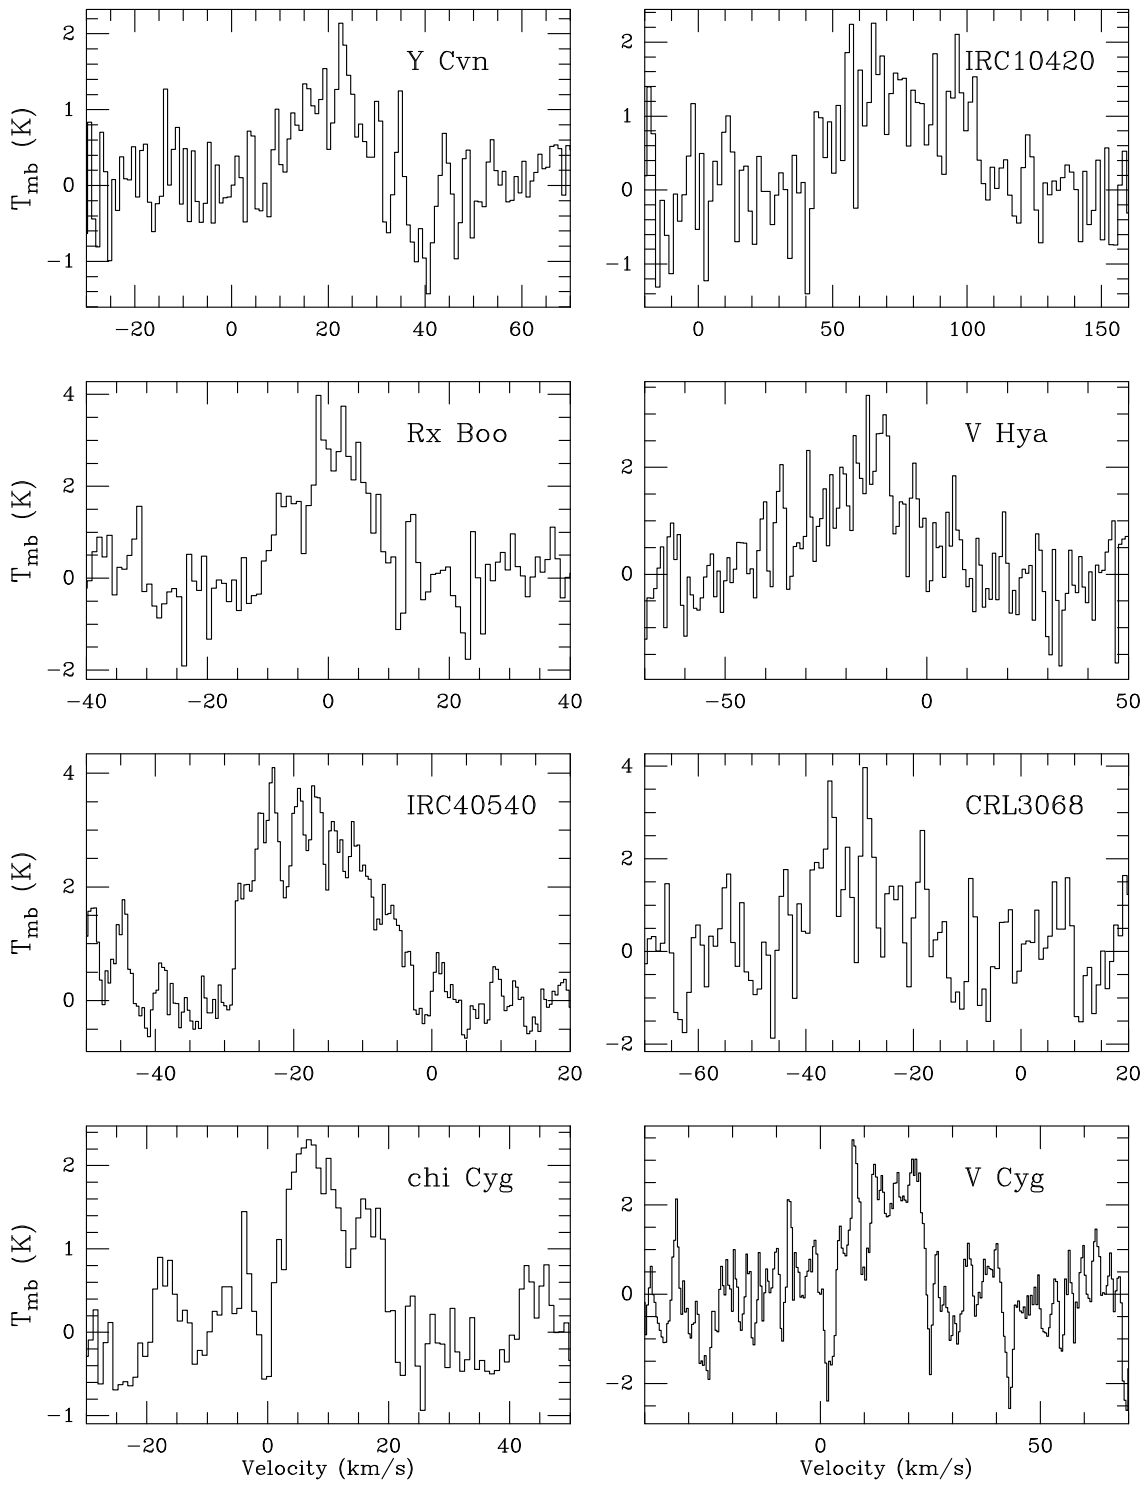 Y Cvn
T_mb (K)
2
1
0
−1
−20 0 20 40 60
IRC10420
2
1
0
−1
0 50 100 150
Rx Boo
T_mb (K)
4
2
0
−2
−40 −20 0 20 40
V Hya
2
0
−50 0 50
IRC40540
T_mb (K)
4
2
0
−40 −20 0 20
CRL3068
4
2
0
−2
−60 −40 −20 0 20
chi Cyg
T_mb (K)
2
1
0
−1
−20 0 20 40
Velocity (km/s)
V Cyg
2
0
−2
0 50
Velocity (km/s)